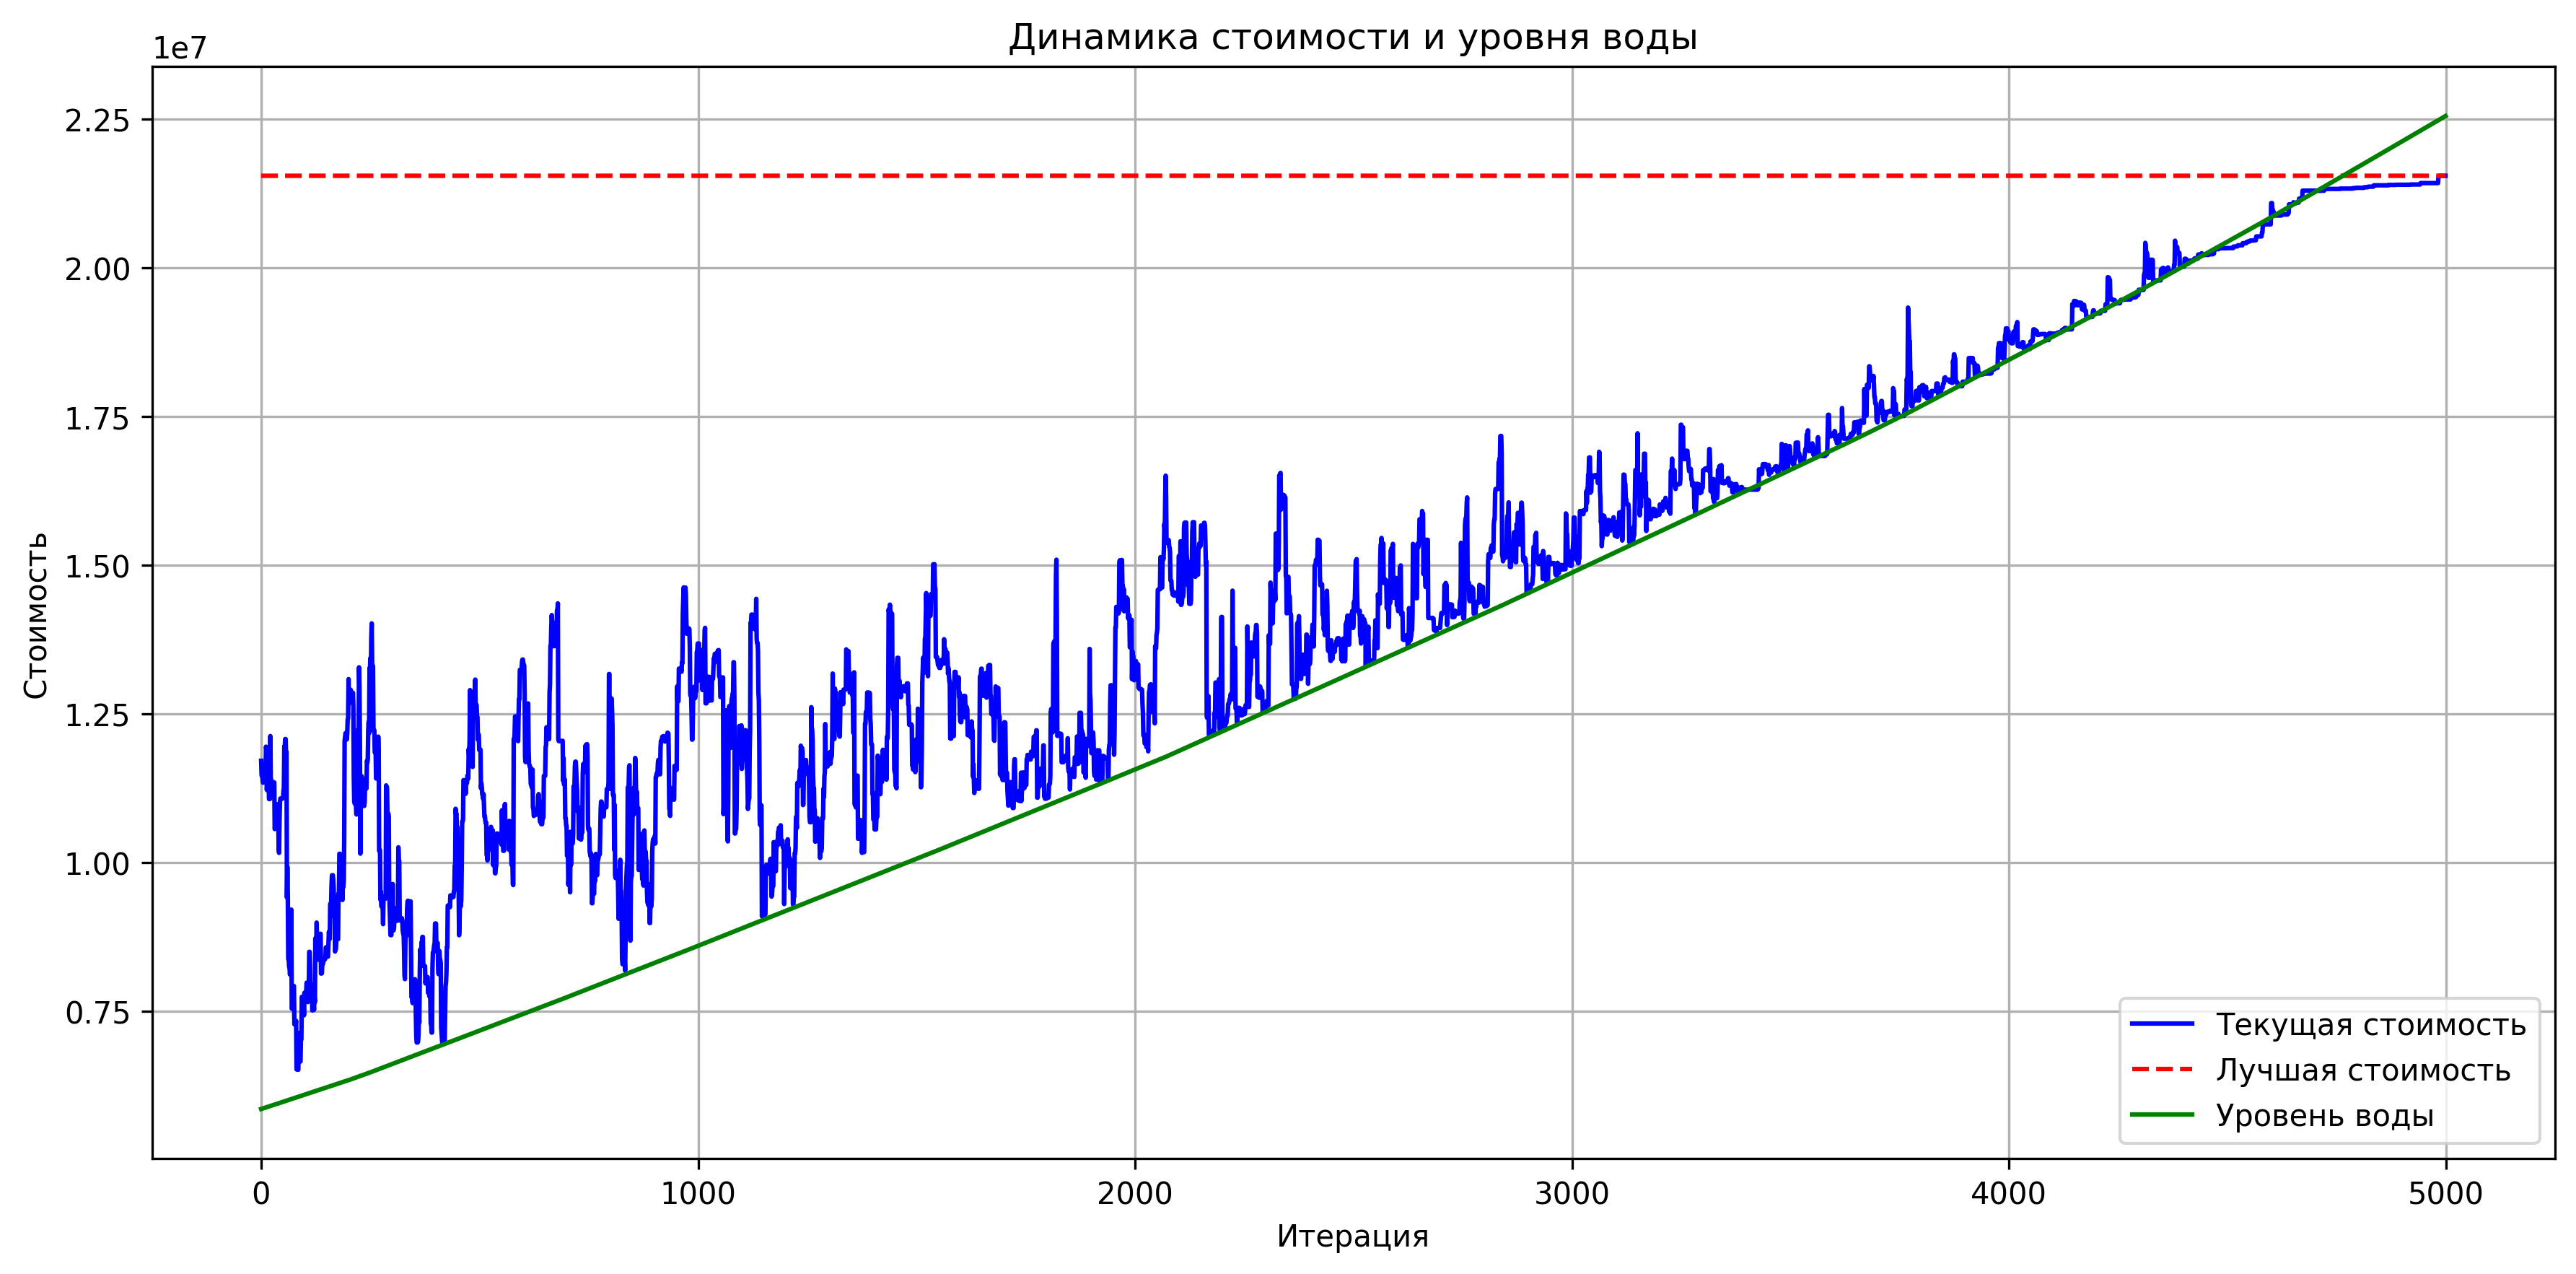 Динамика стоимости и уровня воды
1e7
2.25
2.00
1.75
1.50
1.25
1.00
0.75
Стоимость
0 1000 2000 3000 4000 5000
Итерация
Текущая стоимость
Лучшая стоимость
Уровень воды